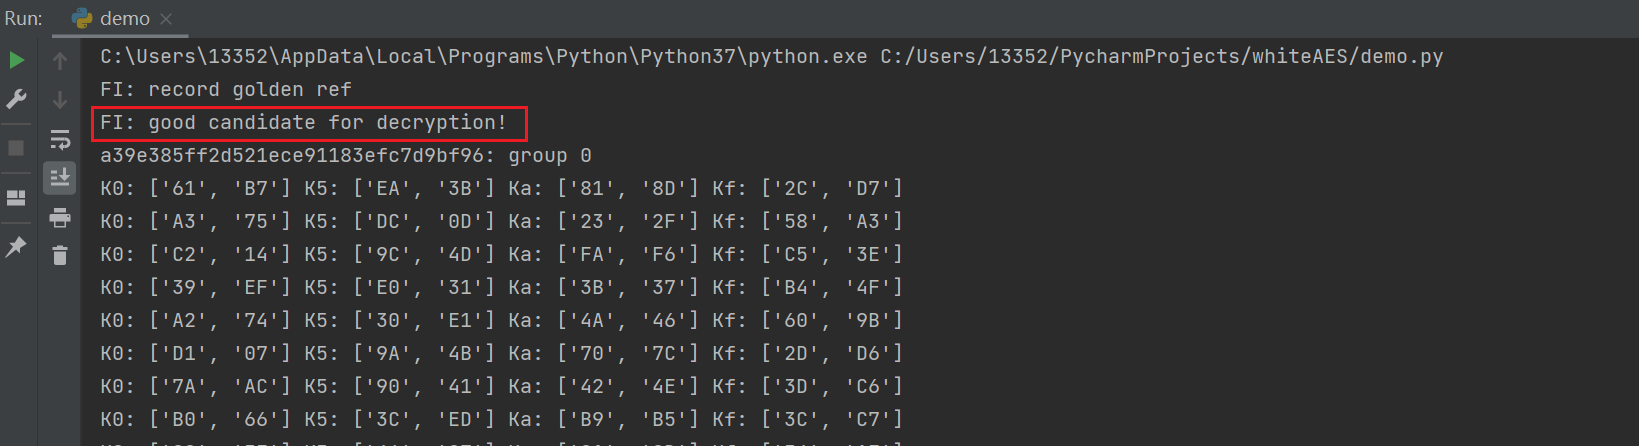 Run: demo
C:\Users\13352\AppData\Local\Programs\Python\Python37\python.exe C:/Users/13352/PycharmProjects/whiteAES/demo.py
FI: record golden ref
FI: good candidate for decryption!
a39e385ff2d521ece91183efc7d9bf96: group 0
K0: ['61', 'B7'] K5: ['EA', '3B'] Ka: ['81', '8D'] Kf: ['2C', 'D7']
K0: ['A3', '75'] K5: ['DC', '0D'] Ka: ['23', '2F'] Kf: ['58', 'A3']
K0: ['C2', '14'] K5: ['9C', '4D'] Ka: ['FA', 'F6'] Kf: ['C5', '3E']
K0: ['39', 'EF'] K5: ['E0', '31'] Ka: ['3B', '37'] Kf: ['B4', '4F']
K0: ['A2', '74'] K5: ['30', 'E1'] Ka: ['4A', '46'] Kf: ['60', '9B']
K0: ['D1', '07'] K5: ['9A', '4B'] Ka: ['70', '7C'] Kf: ['2D', 'D6']
K0: ['7A', 'AC'] K5: ['90', '41'] Ka: ['42', '4E'] Kf: ['3D', 'C6']
K0: ['B0', '66'] K5: ['3C', 'ED'] Ka: ['B9', 'B5'] Kf: ['3C', 'C7']